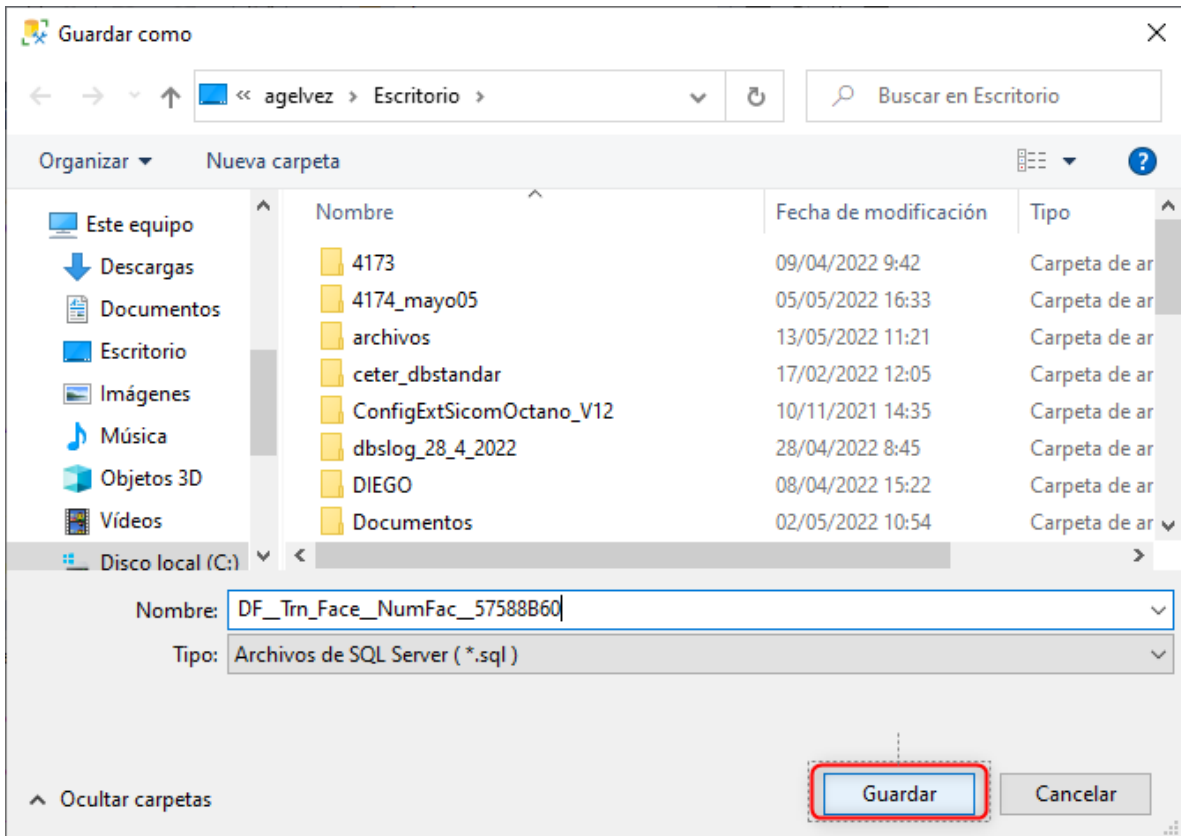 Guardar como
« agelvez > Escritorio >
Buscar en Escritorio
Organizar
Nueva carpeta
?
Este equipo
Descargas
Documentos
Escritorio
Imágenes
Música
Objetos 3D
Vídeos
Disco local (C:)
Nombre Fecha de modificación Tipo
4173 09/04/2022 9:42 Carpeta de ar
4174_mayo05 05/05/2022 16:33 Carpeta de ar
archivos 13/05/2022 11:21 Carpeta de ar
ceter_dbstandar 17/02/2022 12:05 Carpeta de ar
ConfigExtSicomOctano_V12 10/11/2021 14:35 Carpeta de ar
dbslog_28_4_2022 28/04/2022 8:45 Carpeta de ar
DIEGO 08/04/2022 15:22 Carpeta de ar
Documentos 02/05/2022 10:54 Carpeta de ar
Nombre: DF__Trn_Face__NumFac__57588B60
Tipo: Archivos de SQL Server ( *.sql )
Ocultar carpetas
Guardar
Cancelar